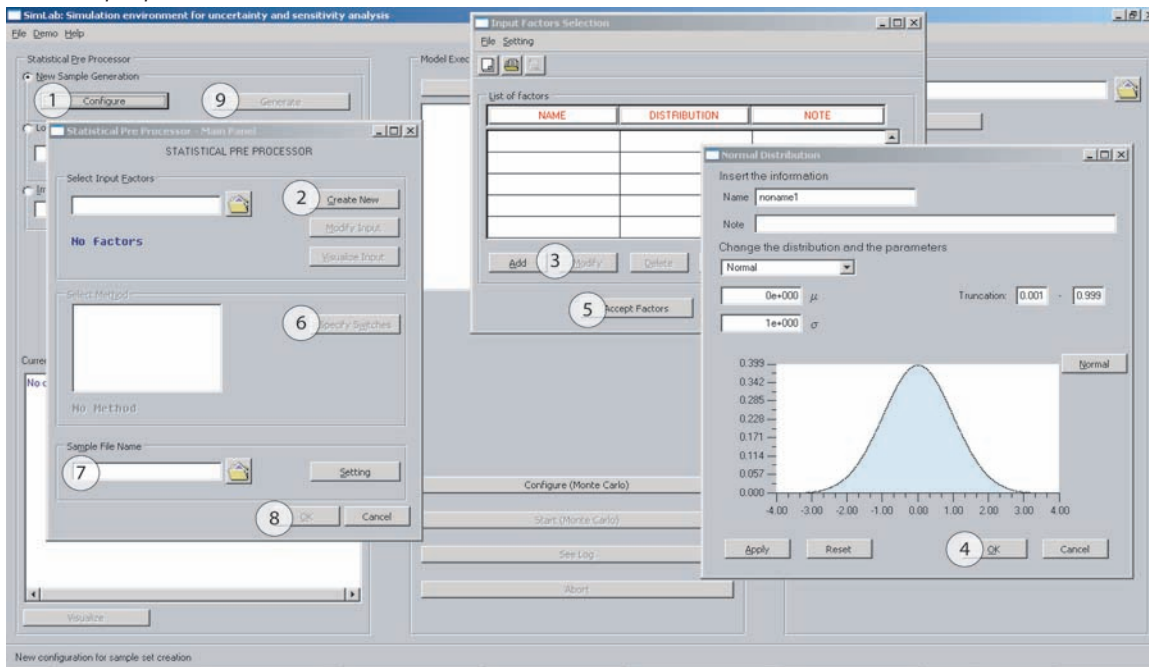 SimLab: Simulation environment for uncertainty and sensitivity analysis
File Demo Help
Statistical Pre Processor
New Sample Generation
1 Configure
9 Generate
Lo
Im
Model Exec
Statistical Pre Processor - Main Panel
STATISTICAL PRE PROCESSOR
Select Input Factors
2 Create New
Modify Input
Visualize Input
No Factors
Select Method
6 Specify Switches
No Method
Sample File Name
7
Setting
8 OK
Cancel
Curre
No c
Visualize
New configuration for sample set creation
Configure (Monte Carlo)
Start (Monte Carlo)
See Log
Abort
Input Factors Selection
File Setting
List of factors
NAME DISTRIBUTION NOTE
Add
3 Modify
Delete
5 Accept Factors
Normal Distribution
Insert the information
Name noname1
Note
Change the distribution and the parameters
Normal
0e+000 μ
Truncation: 0.001 - 0.999
1e+000 σ
Normal
0.399
0.342
0.285
0.228
0.171
0.114
0.057
0.000
-4.00 -3.00 -2.00 -1.00 0.00 1.00 2.00 3.00 4.00
Apply
Reset
4 OK
Cancel